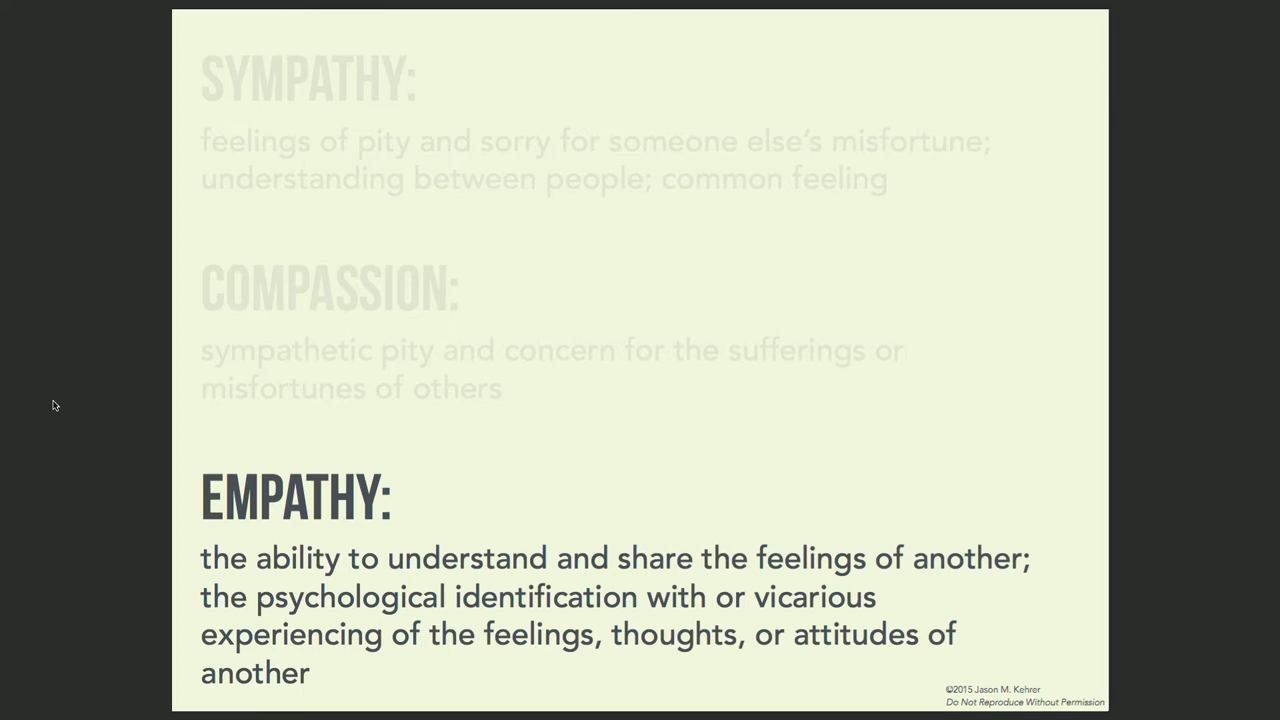 SYMPATHY:
feelings of pity and sorry for someone else's misfortune;
understanding between people; common feeling
COMPASSION:
sympathetic pity and concern for the sufferings or
misfortunes of others
EMPATHY:
the ability to understand and share the feelings of another;
the psychological identification with or vicarious
experiencing of the feelings, thoughts, or attitudes of
another
©2015 Jason M. Kehrer
Do Not Reproduce Without Permission